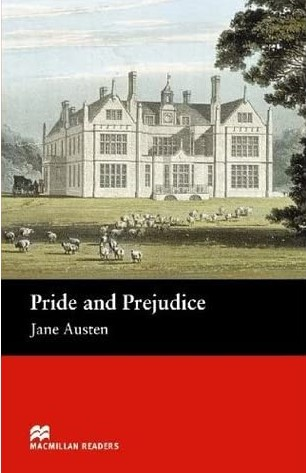 Pride and Prejudice
Jane Austen
MACMILLAN READERS